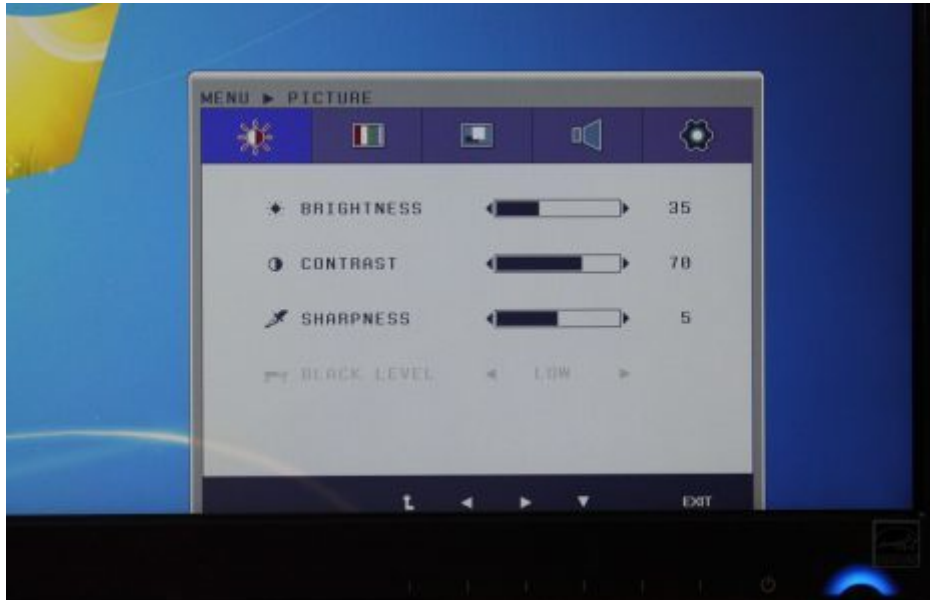 MENU ► PICTURE
BRIGHTNESS 35
CONTRAST 70
SHARPNESS 5
BLACK LEVEL LOW
EXIT